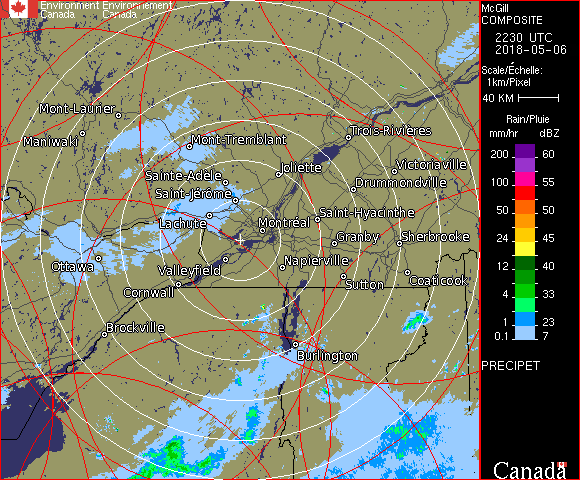 Environment Environnement
Canada Canada
McGill
COMPOSITE
2230 UTC
2018-05-06
Scale/Échelle:
1km/Pixel
40 KM
Rain/Pluie
mm/hr dBZ
200 60
55
100 55
50 50
24 45
12 40
4 33
1 23
0.1 7
PRECIPET
Canada
Mont-Laurier
Maniwaki
Mont-Tremblant
Trois-Rivières
Joliette
Victoriaville
Sainte-Adèle
Drummondville
Saint-Jérôme
Lachute
Saint-Hyacinthe
Montréal
Granby
Sherbrooke
Ottawa
Valleyfield
Napierville
Cornwall
Sutton
Coaticook
Brockville
Burlington